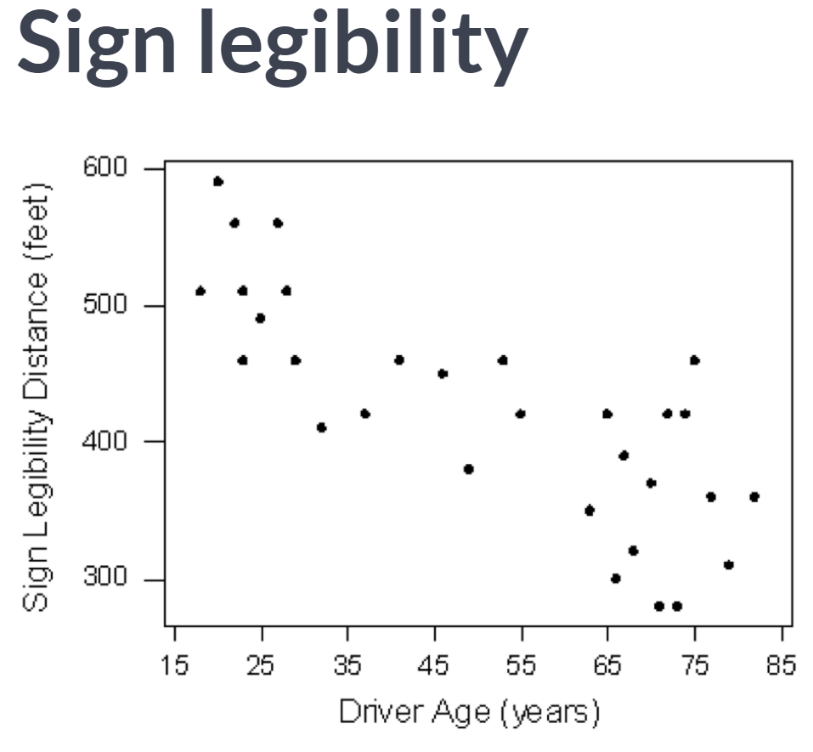 Sign legibility
Sign Legibility Distance (feet)
600
500
400
300
15 25 35 45 55 65 75 85
Driver Age (years)